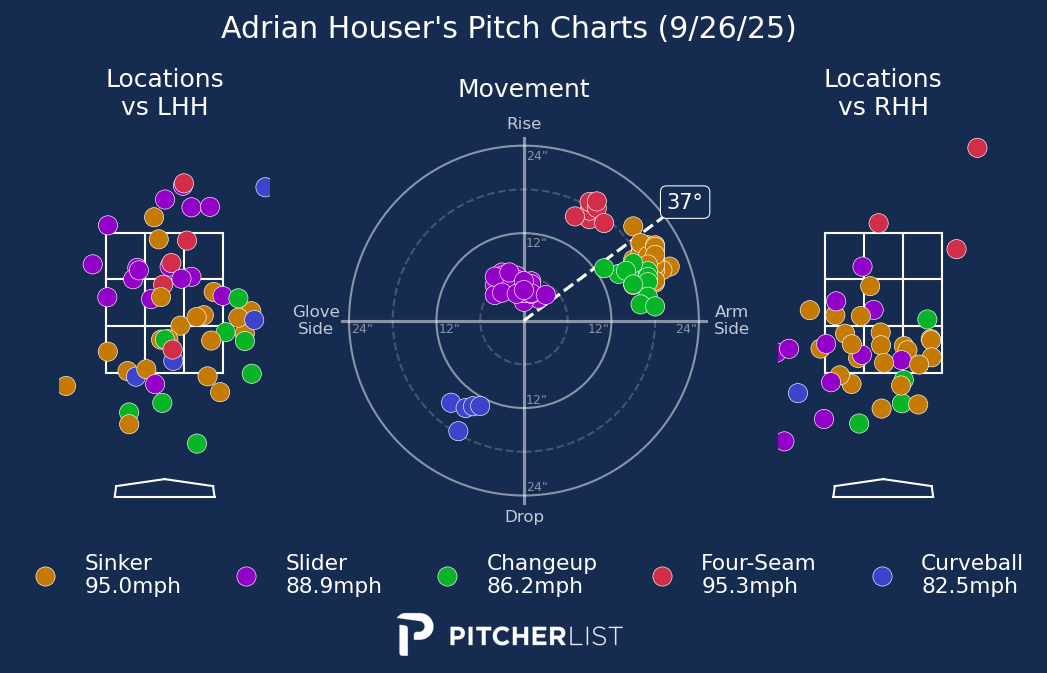 Adrian Houser's Pitch Charts (9/26/25)
Locations
vs LHH
Movement
Locations
vs RHH
Rise
24"
37°
12"
Glove
Side
24"
12"
12"
24"
Arm
Side
12"
24"
Drop
Sinker
95.0mph
Slider
88.9mph
Changeup
86.2mph
Four-Seam
95.3mph
Curveball
82.5mph
PITCHERLIST